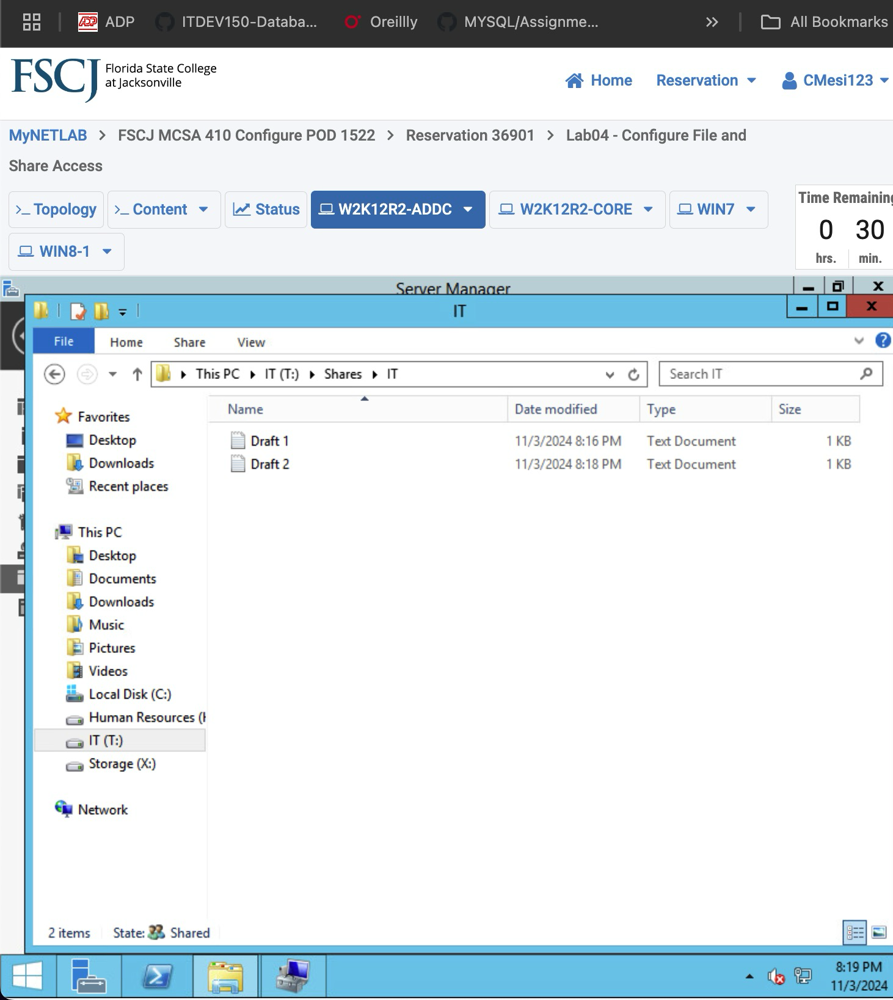 ADP ITDEV150-Databa... Oreillly MYSQL/Assignme... » All Bookmarks
FSCJ Florida State College
at Jacksonville
Home Reservation CMesi123
MyNETLAB > FSCJ MCSA 410 Configure POD 1522 > Reservation 36901 > Lab04 - Configure File and
Share Access
>_ Topology >_ Content Status W2K12R2-ADDC W2K12R2-CORE WIN7
WIN8-1
Time Remaining
0 30
hrs. min.
Server Manager
IT
File Home Share View
This PC IT (T:) Shares IT
Search IT
Name Date modified Type Size
Draft 1 11/3/2024 8:16 PM Text Document 1 KB
Draft 2 11/3/2024 8:18 PM Text Document 1 KB
Favorites
Desktop
Downloads
Recent places
This PC
Desktop
Documents
Downloads
Music
Pictures
Videos
Local Disk (C:)
Human Resources (
IT (T:)
Storage (X:)
Network
2 items State: Shared
8:19 PM
11/3/2024